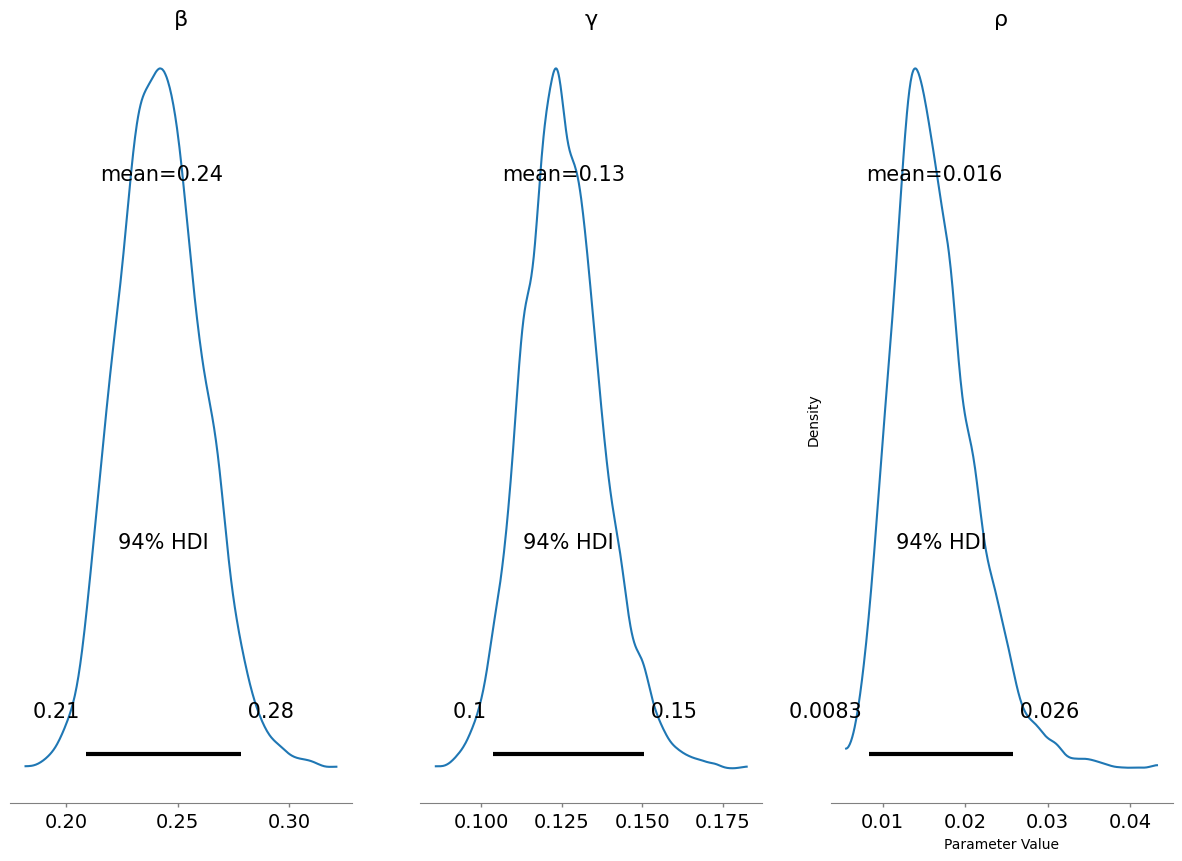 β
mean=0.24
94% HDI
0.21 0.28
0.20 0.25 0.30
γ
mean=0.13
94% HDI
0.1 0.15
0.100 0.125 0.150 0.175
ρ
mean=0.016
Density
94% HDI
0.0083 0.026
0.01 0.02 0.03 0.04
Parameter Value